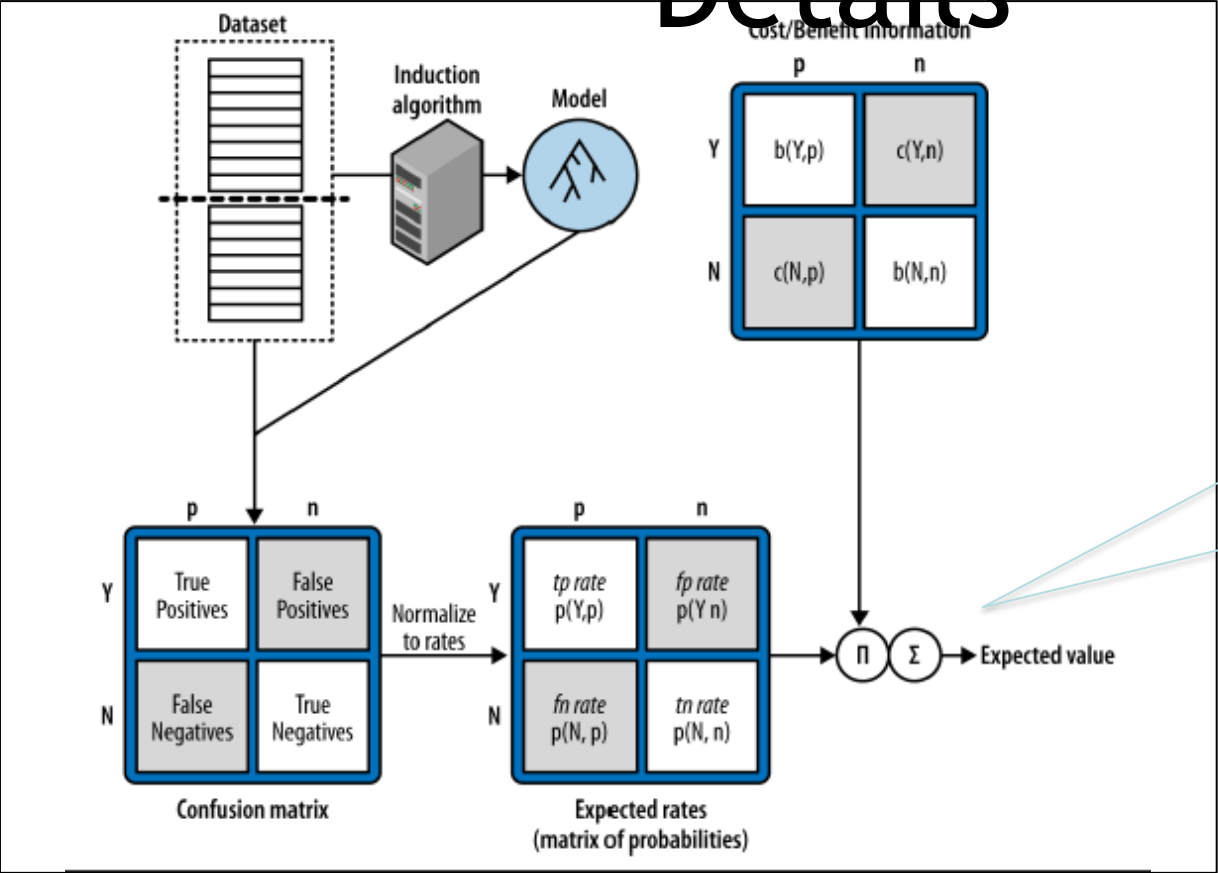 Details
Dataset
Cost/Benefit information
p n
Induction
algorithm
Model
Y b(Y,p) c(Y,n)
N c(N,p) b(N,n)
p n
Y True
Positives
False
Positives
N False
Negatives
True
Negatives
Confusion matrix
Normalize
to rates
p n
Y tp rate
p(Y,p)
fp rate
p(Y n)
N fn rate
p(N, p)
tn rate
p(N, n)
Expected rates
(matrix of probabilities)
Π Σ Expected value